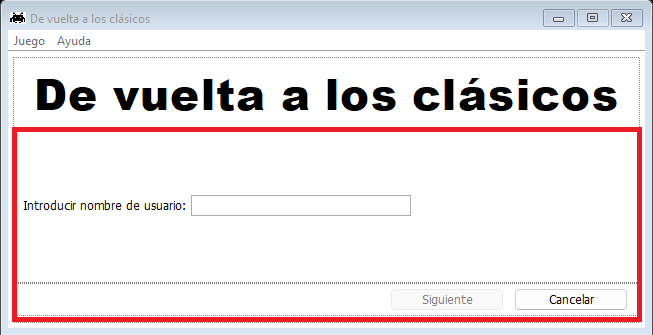 De vuelta a los clásicos
Juego Ayuda
De vuelta a los clásicos
Introducir nombre de usuario:
Siguiente Cancelar